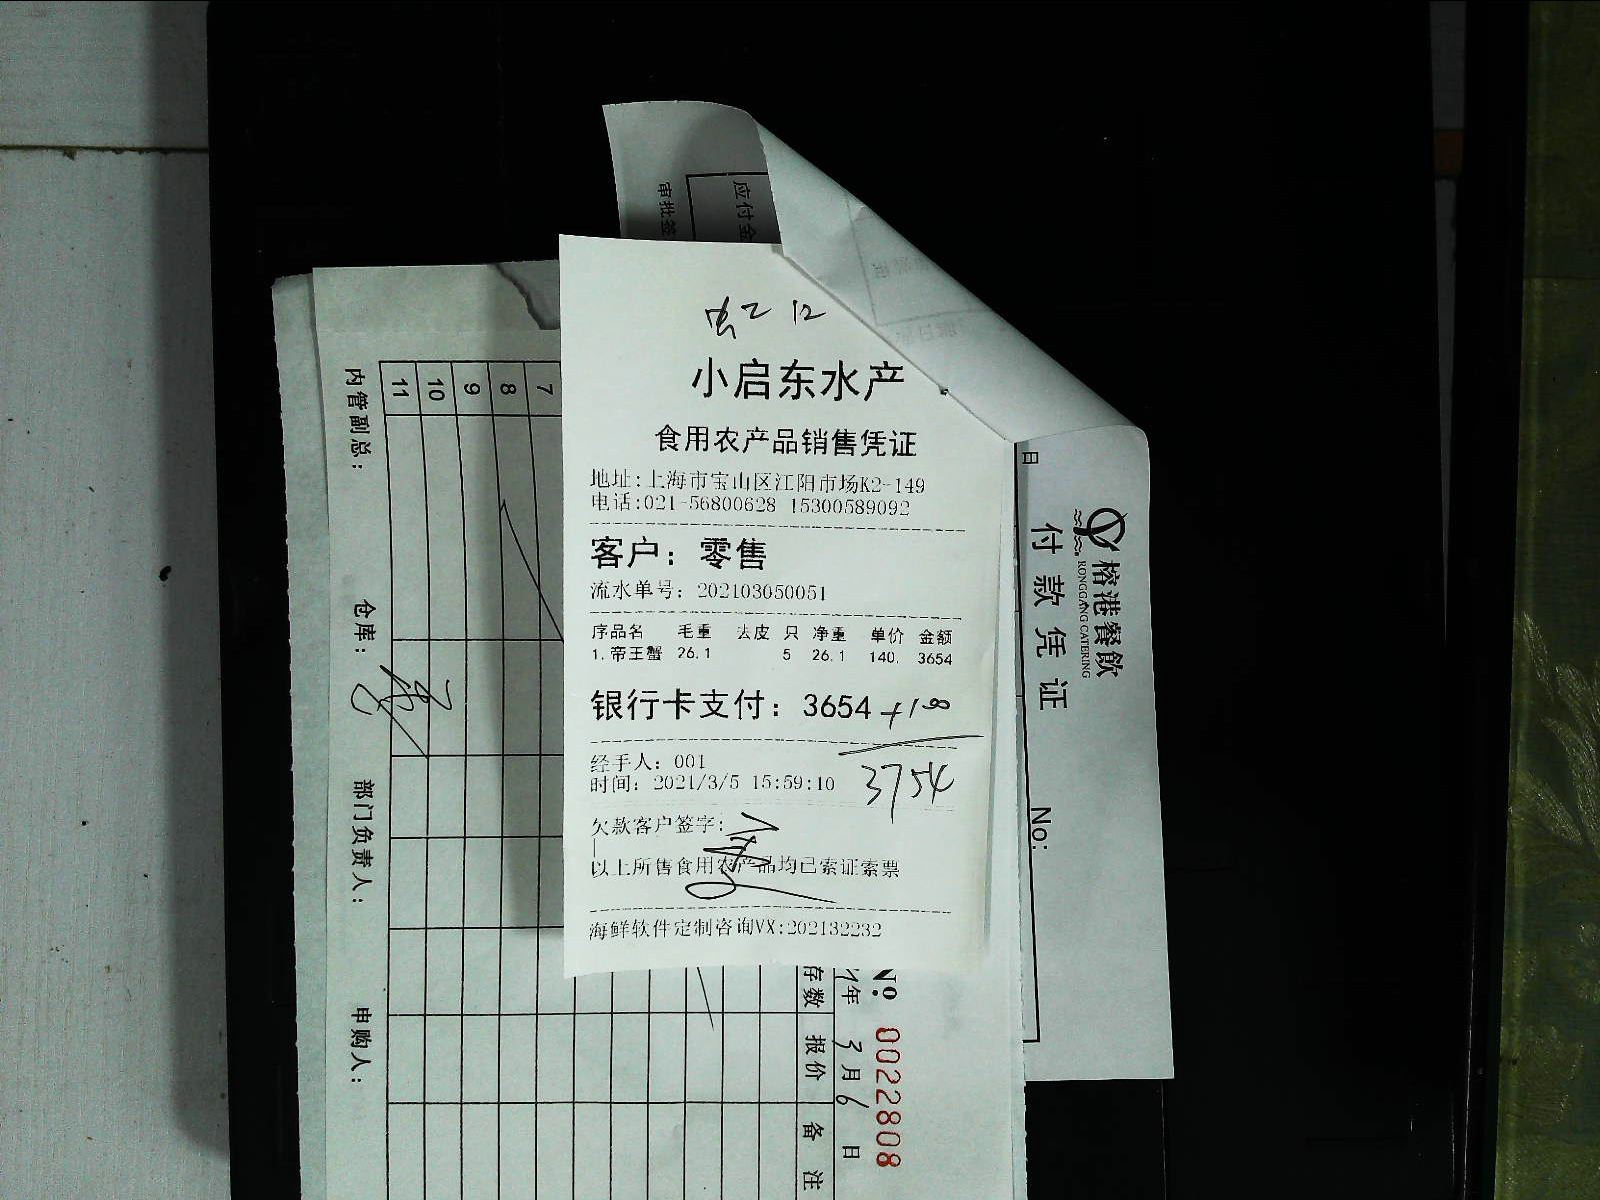 小启东水产
食用农产品销售凭证
地址:上海市宝山区江阳市场K2-149
电话:021-56800628 15300589092
客户: 零售
流水单号: 202103050051
序品名 毛重 去皮 只 净重 单价 金额
1.帝王蟹 26.1 5 26.1 140. 3654
银行卡支付: 3654 +100
3754
经手人: 001
时间: 2021/3/5 15:59:10
欠款客户签字:
以上所售食用农产品均已索证索票
海鲜软件定制咨询VX:202132232
应付金
审批签
日
榕港餐飲
RONGGANG CATERING
付款凭证
No:
№: 0022808
年 3月6日
存数 报价 备注
7
8
9
10
11
内管副总:
仓库:
部门负责人:
申购人: